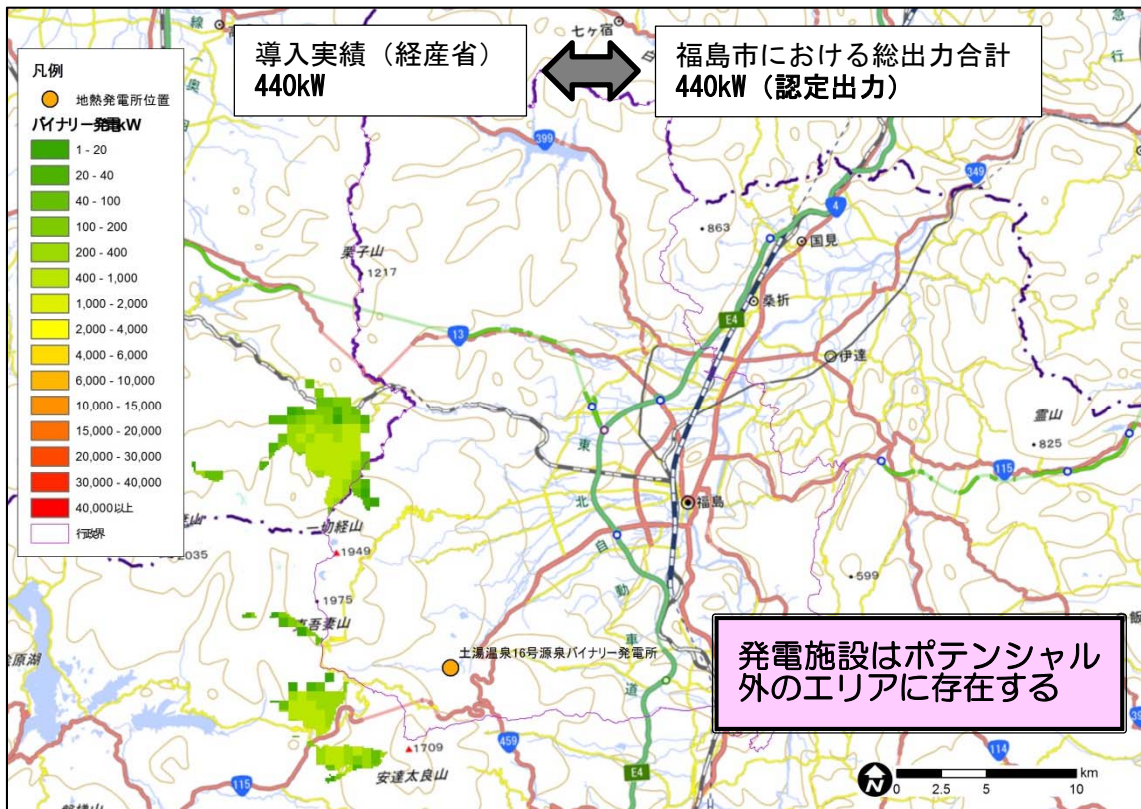 導入実績（経産省）
440kW
福島市における総出力合計
440kW（認定出力）
凡例
地熱発電所位置
バイナリー発電kW
1 - 20
20 - 40
40 - 100
100 - 200
200 - 400
400 - 1,000
1,000 - 2,000
2,000 - 4,000
4,000 - 6,000
6,000 - 10,000
10,000 - 15,000
15,000 - 20,000
20,000 - 30,000
30,000 - 40,000
40,000以上
行政界
七ヶ宿
急
行
線
奥
399
349
4
863
国見
栗子山
1217
桑折
E4
13
伊達
霊山
825
115
東
北
自
動
車
道
福島
一切経山
1949
2035
1975
599
飯
土湯温泉16号源泉バイナリー発電所
発電施設はポテンシャル
外のエリアに存在する
1709
安達太良山
459
115
E4
114
km
0
2.5
5
10